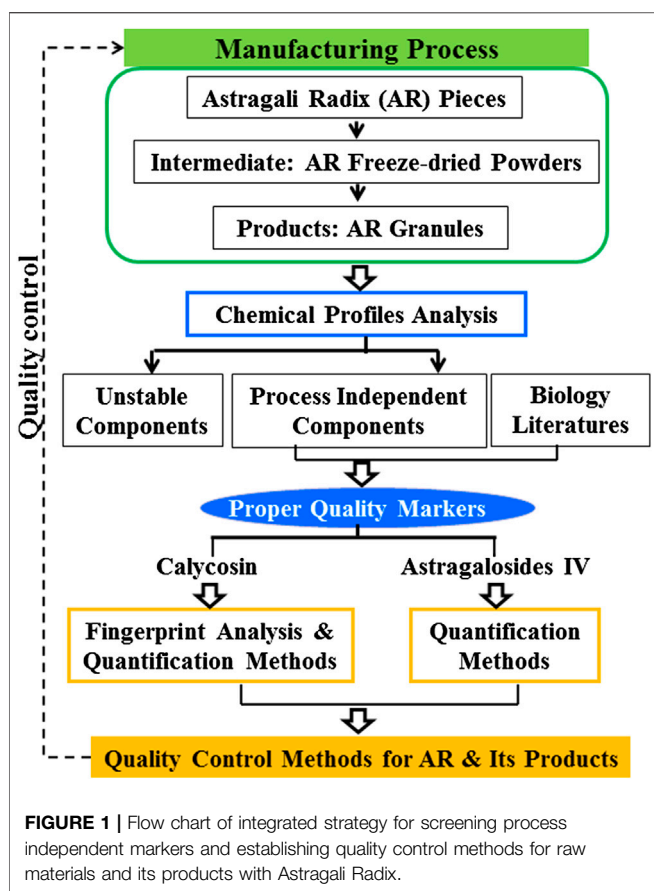 Manufacturing Process
Astragali Radix (AR) Pieces
Intermediate: AR Freeze-dried Powders
Products: AR Granules
Quality control
Chemical Profiles Analysis
Unstable
Components
Process Independent
Components
Biology
Literatures
Proper Quality Markers
Calycosin
Astragalosides IV
Fingerprint Analysis &
Quantification Methods
Quantification
Methods
Quality Control Methods for AR & Its Products
FIGURE 1 | Flow chart of integrated strategy for screening process
independent markers and establishing quality control methods for raw
materials and its products with Astragali Radix.